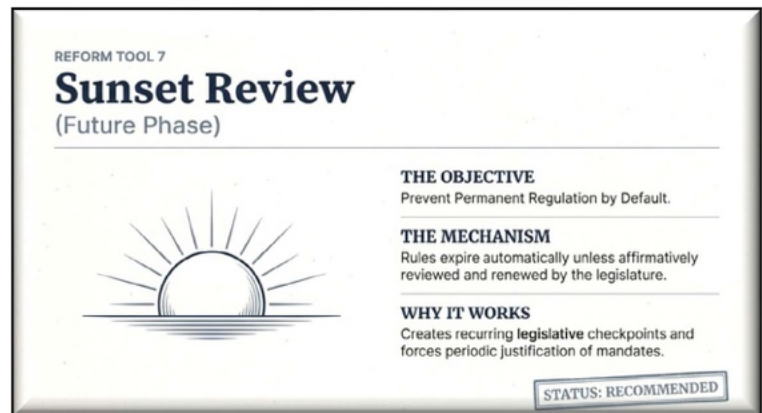 REFORM TOOL 7
Sunset Review
(Future Phase)
THE OBJECTIVE
Prevent Permanent Regulation by Default.
THE MECHANISM
Rules expire automatically unless affirmatively
reviewed and renewed by the legislature.
WHY IT WORKS
Creates recurring legislative checkpoints and
forces periodic justification of mandates.
STATUS: RECOMMENDED